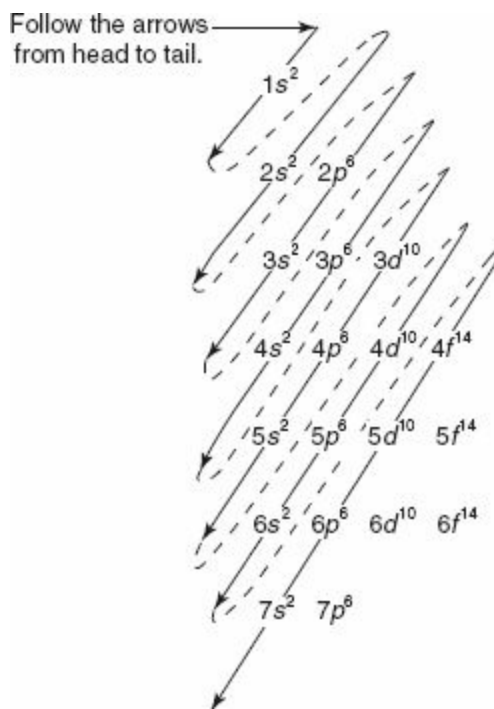 Follow the arrows
from head to tail.
1s²
2s² 2p⁶
3s² 3p⁶ 3d¹⁰
4s² 4p⁶ 4d¹⁰ 4f¹⁴
5s² 5p⁶ 5d¹⁰ 5f¹⁴
6s² 6p⁶ 6d¹⁰ 6f¹⁴
7s² 7p⁶